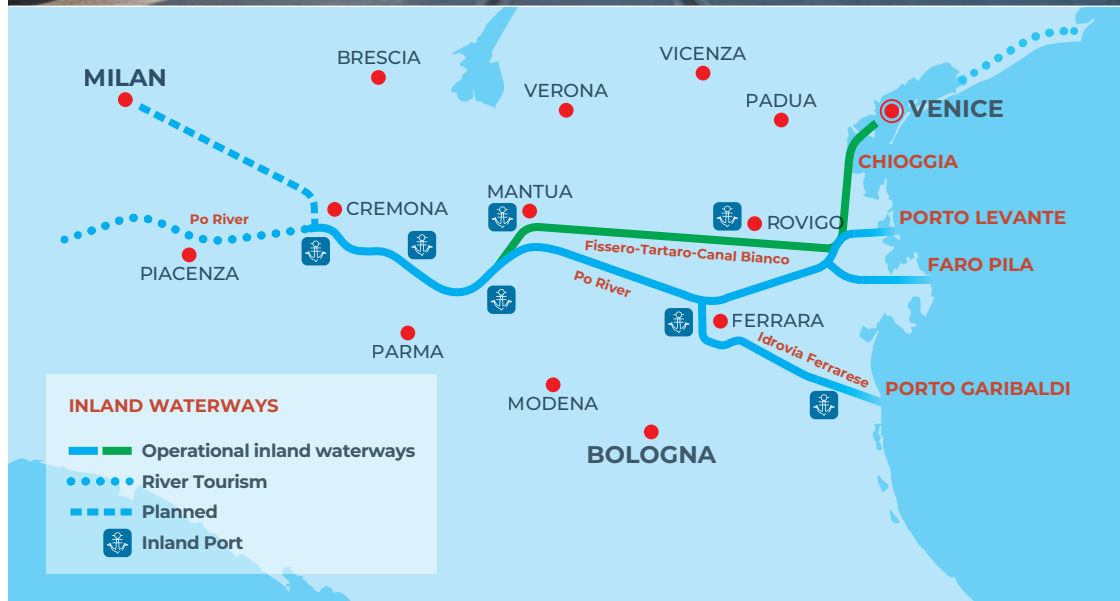 BRESCIA
VICENZA
MILAN
VERONA
PADUA
VENICE
CHIOGGIA
MANTUA
CREMONA
Po River
ROVIGO
PORTO LEVANTE
Fissero-Tartaro-Canal Bianco
PIACENZA
FARO PILA
Po River
FERRARA
Idrovia Ferrarese
PARMA
PORTO GARIBALDI
MODENA
BOLOGNA
INLAND WATERWAYS
Operational inland waterways
River Tourism
Planned
Inland Port